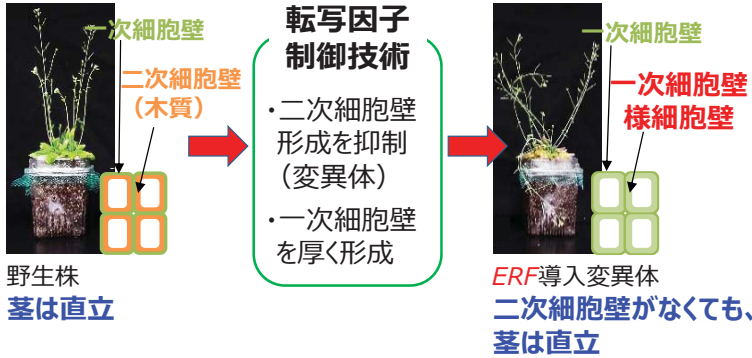 一次細胞壁
二次細胞壁
（木質）
野生株
茎は直立
転写因子
制御技術
・二次細胞壁
形成を抑制
（変異体）
・一次細胞壁
を厚く形成
一次細胞壁
一次細胞壁
様細胞壁
ERF導入変異体
二次細胞壁がなくても、
茎は直立